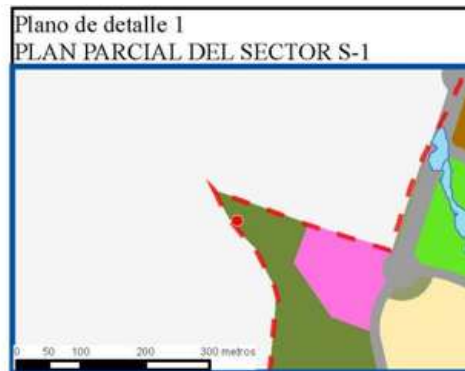 Plano de detalle 1
PLAN PARCIAL DEL SECTOR S-1
0 50 100 200 300 metros